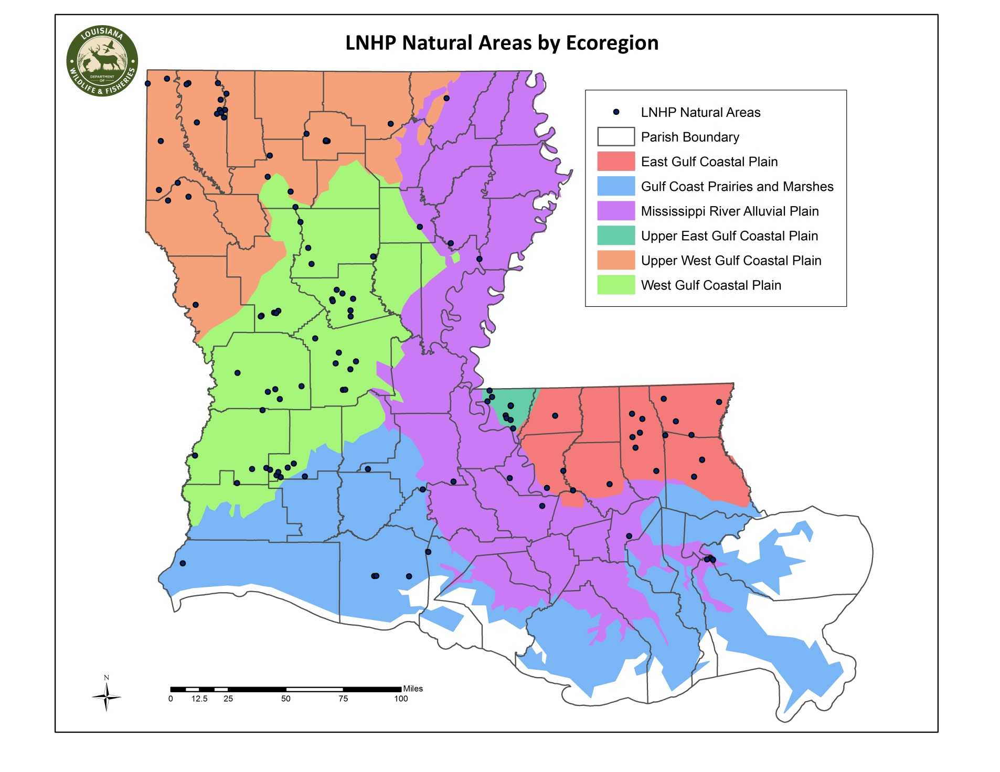 LNHP Natural Areas by Ecoregion
LOUISIANA
DEPARTMENT
OF
WILDLIFE & FISHERIES
LNHP Natural Areas
Parish Boundary
East Gulf Coastal Plain
Gulf Coast Prairies and Marshes
Mississippi River Alluvial Plain
Upper East Gulf Coastal Plain
Upper West Gulf Coastal Plain
West Gulf Coastal Plain
N
Miles
0 12.5 25 50 75 100